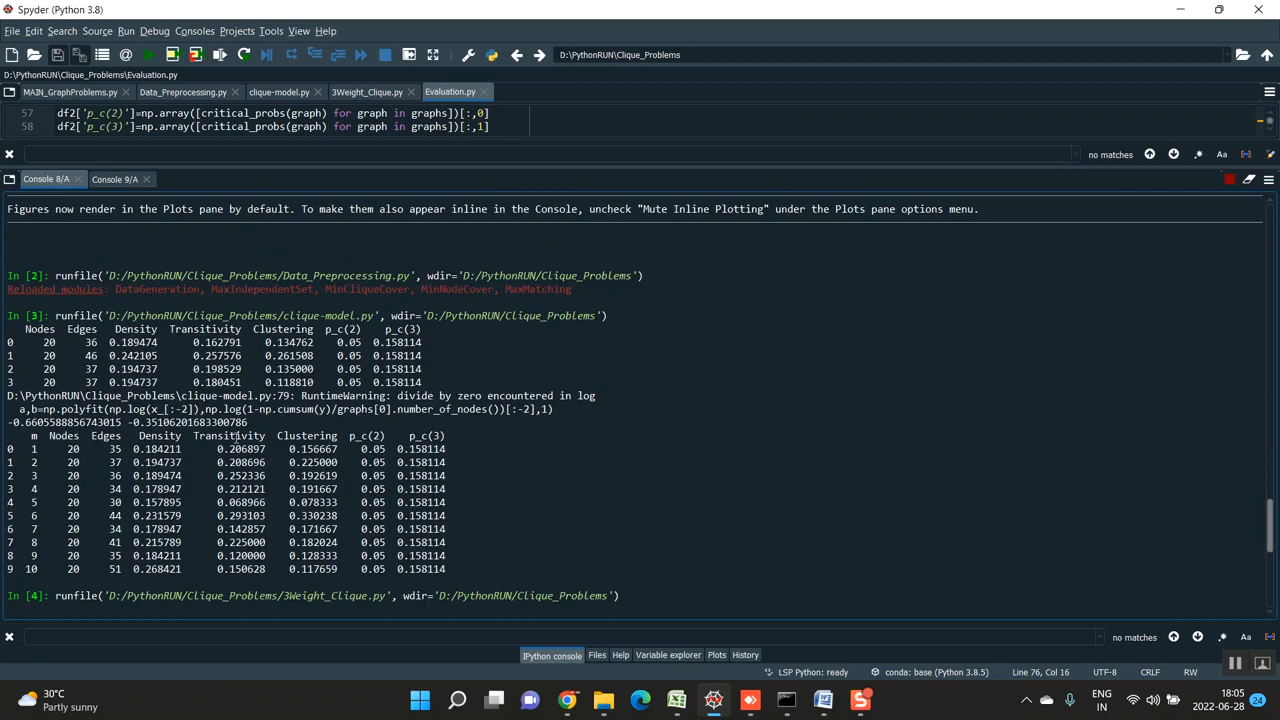 Spyder (Python 3.8)
File Edit Search Source Run Debug Consoles Projects Tools View Help
D:\PythonRUN\Clique_Problems
D:\PythonRUN\Clique_Problems\Evaluation.py
MAIN_GraphProblems.py Data_Preprocessing.py clique-model.py 3Weight_Clique.py Evaluation.py
57 df2['p_c(2)']=np.array([critical_probs(graph) for graph in graphs])[:,0]
58 df2['p_c(3)']=np.array([critical_probs(graph) for graph in graphs])[:,1]
no matches
Console 8/A Console 9/A
Figures now render in the Plots pane by default. To make them also appear inline in the Console, uncheck "Mute Inline Plotting" under the Plots pane options menu.
In [2]: runfile('D:/PythonRUN/Clique_Problems/Data_Preprocessing.py', wdir='D:/PythonRUN/Clique_Problems')
Reloaded modules: DataGeneration, MaxIndependentSet, MinCliqueCover, MinNodeCover, MaxMatching
In [3]: runfile('D:/PythonRUN/Clique_Problems/clique-model.py', wdir='D:/PythonRUN/Clique_Problems')
Nodes Edges Density Transitivity Clustering p_c(2) p_c(3)
0 20 36 0.189474 0.162791 0.134762 0.05 0.158114
1 20 46 0.242105 0.257576 0.261508 0.05 0.158114
2 20 37 0.194737 0.198529 0.135000 0.05 0.158114
3 20 37 0.194737 0.180451 0.118810 0.05 0.158114
D:\PythonRUN\Clique_Problems\clique-model.py:79: RuntimeWarning: divide by zero encountered in log
a,b=np.polyfit(np.log(x_[:-2]),np.log(1-np.cumsum(y)/graphs[0].number_of_nodes())[:-2],1)
-0.6605588856743015 -0.35106201683300786
m Nodes Edges Density Transitivity Clustering p_c(2) p_c(3)
0 1 20 35 0.184211 0.206897 0.156667 0.05 0.158114
1 2 20 37 0.194737 0.208696 0.225000 0.05 0.158114
2 3 20 36 0.189474 0.252336 0.192619 0.05 0.158114
3 4 20 34 0.178947 0.212121 0.191667 0.05 0.158114
4 5 20 30 0.157895 0.068966 0.078333 0.05 0.158114
5 6 20 44 0.231579 0.293103 0.330238 0.05 0.158114
6 7 20 34 0.178947 0.142857 0.171667 0.05 0.158114
7 8 20 41 0.215789 0.225000 0.182024 0.05 0.158114
8 9 20 35 0.184211 0.120000 0.128333 0.05 0.158114
9 10 20 51 0.268421 0.150628 0.117659 0.05 0.158114
In [4]: runfile('D:/PythonRUN/Clique_Problems/3Weight_Clique.py', wdir='D:/PythonRUN/Clique_Problems')
no matches
IPython console Files Help Variable explorer Plots History
LSP Python: ready conda: base (Python 3.8.5) Line 76, Col 16 UTF-8 CRLF RW
30°C
Partly sunny
ENG
IN
18:05
2022-06-28
24